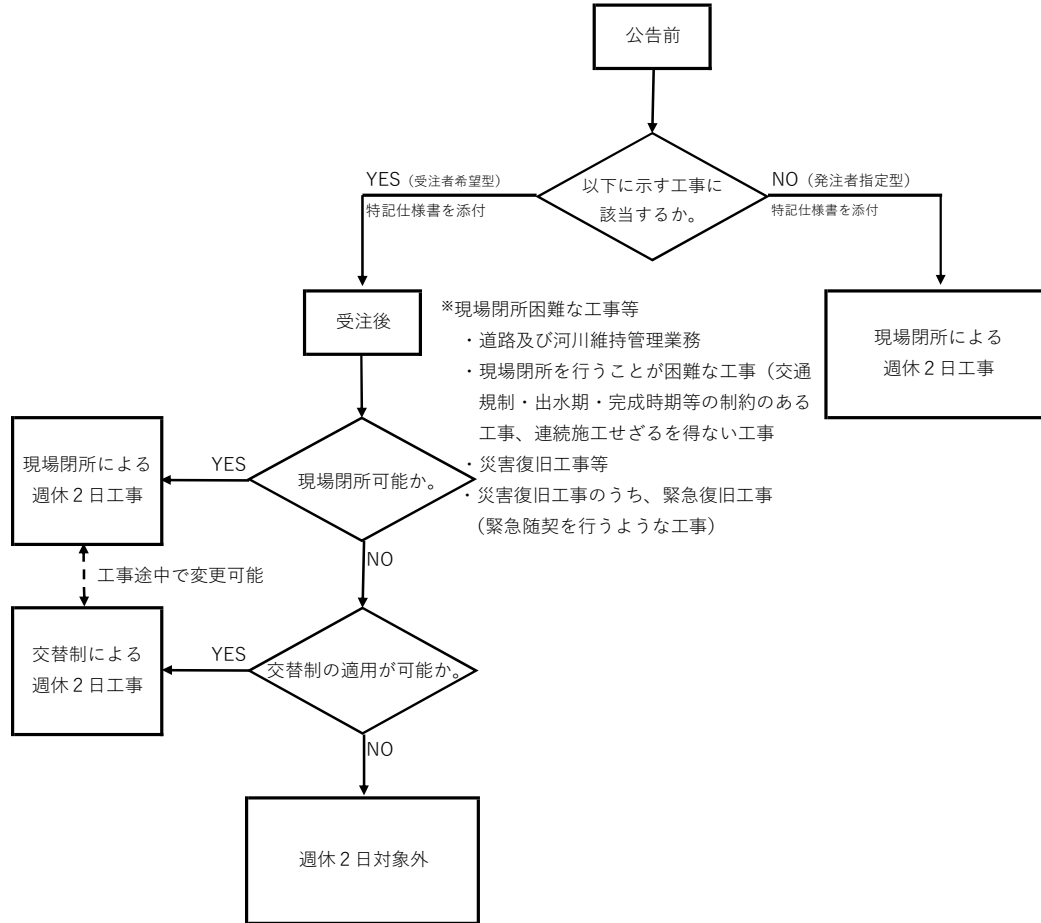 公告前
以下に示す工事に
該当するか。
YES（受注者希望型）
特記仕様書を添付
NO（発注者指定型）
特記仕様書を添付
受注後
※現場閉所困難な工事等
・道路及び河川維持管理業務
・現場閉所を行うことが困難な工事（交通
規制・出水期・完成時期等の制約のある
工事、連続施工せざるを得ない工事
・災害復旧工事等
・災害復旧工事のうち、緊急復旧工事
（緊急随契を行うような工事）
現場閉所による
週休２日工事
現場閉所可能か。
YES
現場閉所による
週休２日工事
NO
工事途中で変更可能
交替制の適用が可能か。
YES
交替制による
週休２日工事
NO
週休２日対象外